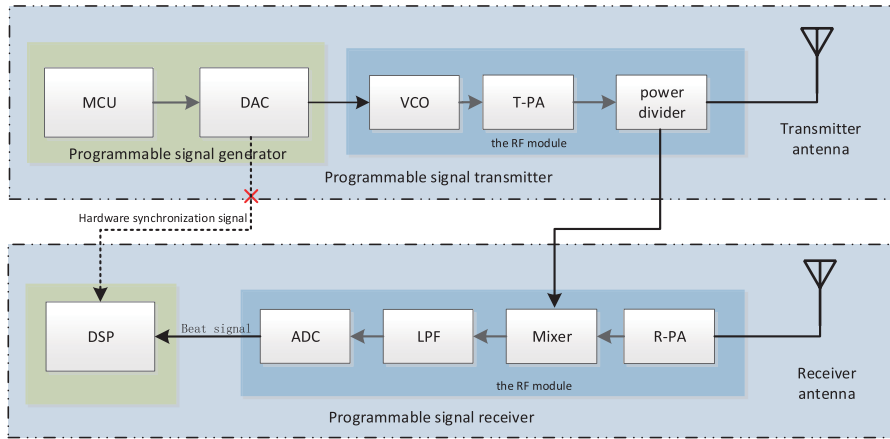 MCU
DAC
VCO
T-PA
power
divider
the RF module
Programmable signal generator
Transmitter
antenna
Programmable signal transmitter
Hardware synchronization signal
DSP
Beat signal
ADC
LPF
Mixer
R-PA
the RF module
Receiver
antenna
Programmable signal receiver